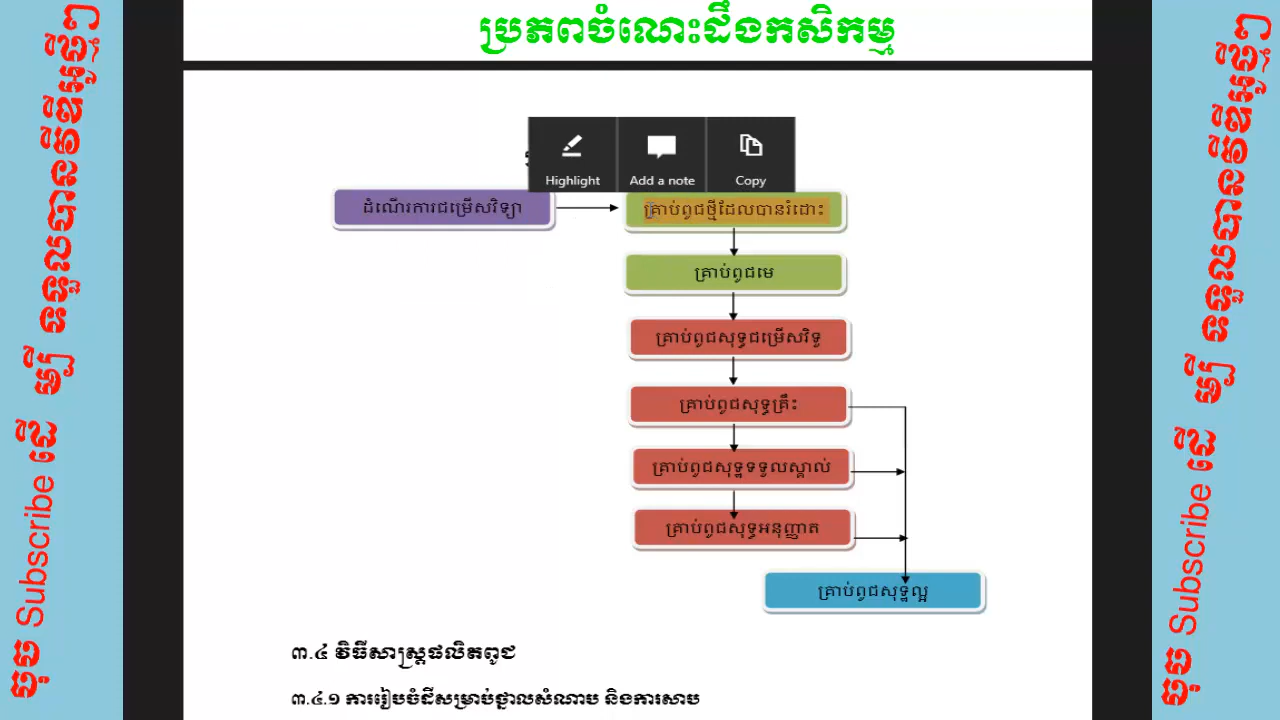 ប្រភពចំណេះដឹងកសិកម្ម
Highlight
Add a note
Copy
ដំណើរការជម្រើសវិទ្យា
គ្រាប់ពូជថ្មីដែលបានរំដោះ
គ្រាប់ពូជមេ
គ្រាប់ពូជសុទ្ធជម្រើសវិទូ
គ្រាប់ពូជសុទ្ធគ្រឹះ
គ្រាប់ពូជសុទ្ធទទួលស្គាល់
គ្រាប់ពូជសុទ្ធអនុញ្ញាត
គ្រាប់ពូជសុទ្ធល្អ
៣.៤ វិធីសាស្ត្រផលិតពូជ
៣.៤.១ ការរៀបចំដីសម្រាប់ថ្នាលសំណាប និងការសាប
ចុច Subscribe ដើម្បី ទទួលបានវីដេអូថ្មីៗ
ចុច Subscribe ដើម្បី ទទួលបានវីដេអូថ្មីៗ